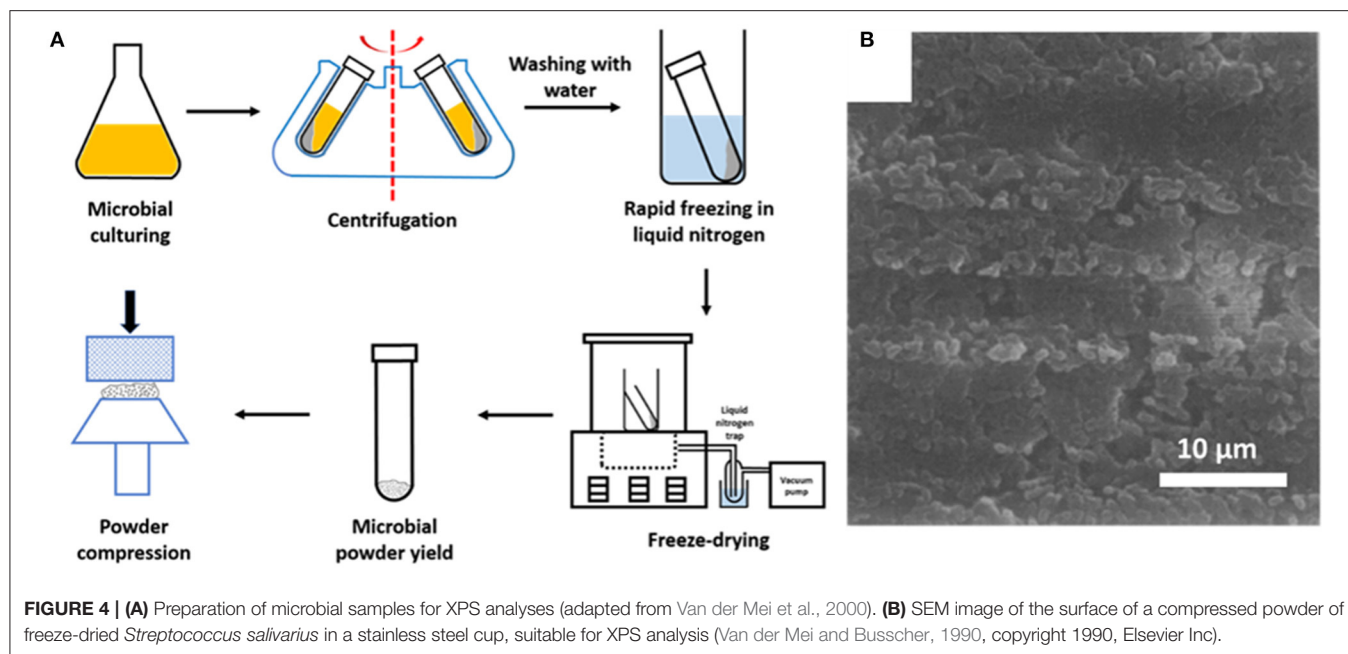 A
Washing with
water
Microbial
culturing
Centrifugation
Rapid freezing in
liquid nitrogen
Liquid
nitrogen
trap
Vacuum
pump
Powder
compression
Microbial
powder yield
Freeze-drying
B
10 µm
FIGURE 4 | (A) Preparation of microbial samples for XPS analyses (adapted from Van der Mei et al., 2000). (B) SEM image of the surface of a compressed powder of
freeze-dried Streptococcus salivarius in a stainless steel cup, suitable for XPS analysis (Van der Mei and Busscher, 1990, copyright 1990, Elsevier Inc).